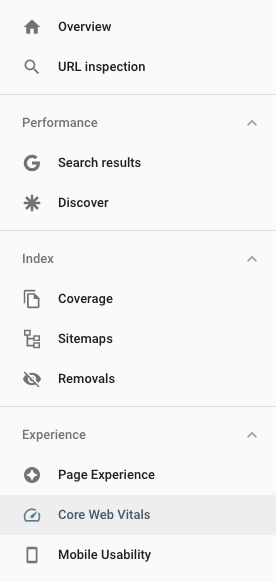 Overview
URL inspection
Performance
Search results
Discover
Index
Coverage
Sitemaps
Removals
Experience
Page Experience
Core Web Vitals
Mobile Usability